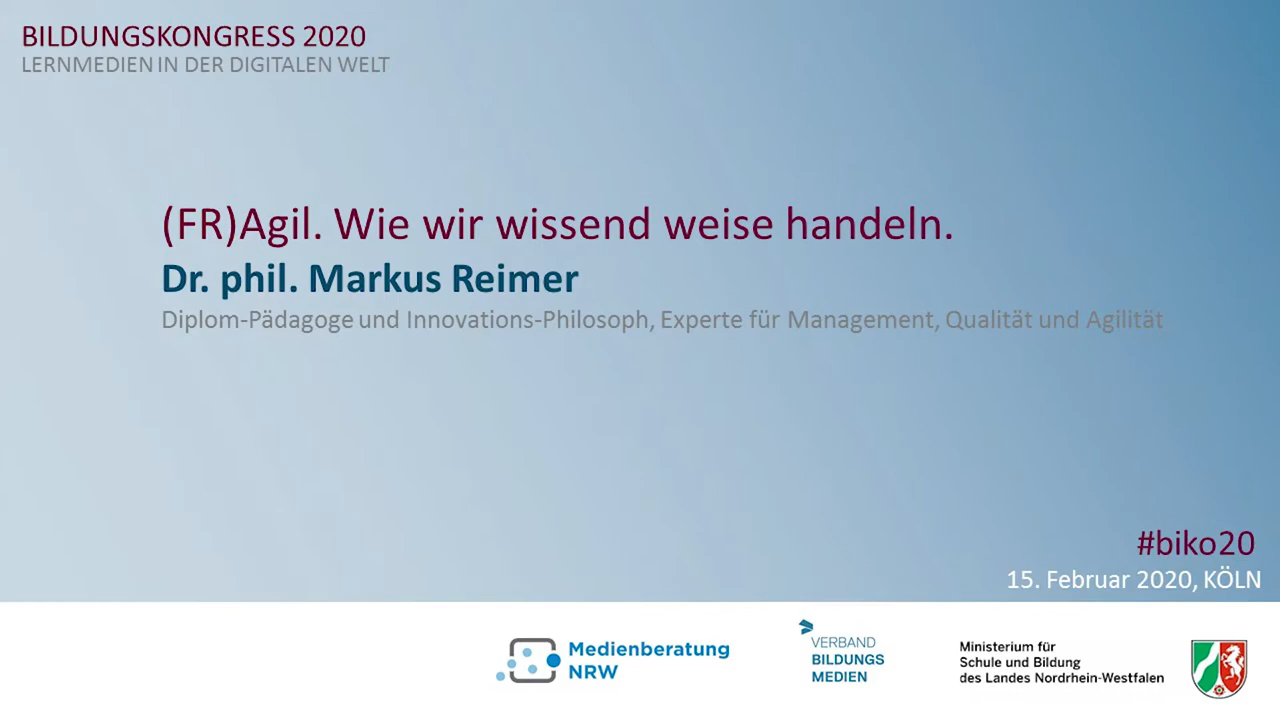 BILDUNGSKONGRESS 2020
LERNMEDIEN IN DER DIGITALEN WELT
(FR)Agil. Wie wir wissend weise handeln.
Dr. phil. Markus Reimer
Diplom-Pädagoge und Innovations-Philosoph, Experte für Management, Qualität und Agilität
#biko20
15. Februar 2020, KÖLN
Medienberatung
NRW
VERBAND
BILDUNGS
MEDIEN
Ministerium für
Schule und Bildung
des Landes Nordrhein-Westfalen